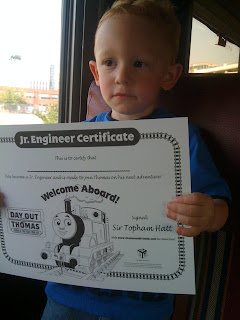 Jr. Engineer Certificate
This is to certify that
has become a Jr. Engineer and is ready to join Thomas on his next adventure!
Welcome Aboard!
DAY OUT
WITH
THOMAS
1
Signed,
Sir Topham Hatt